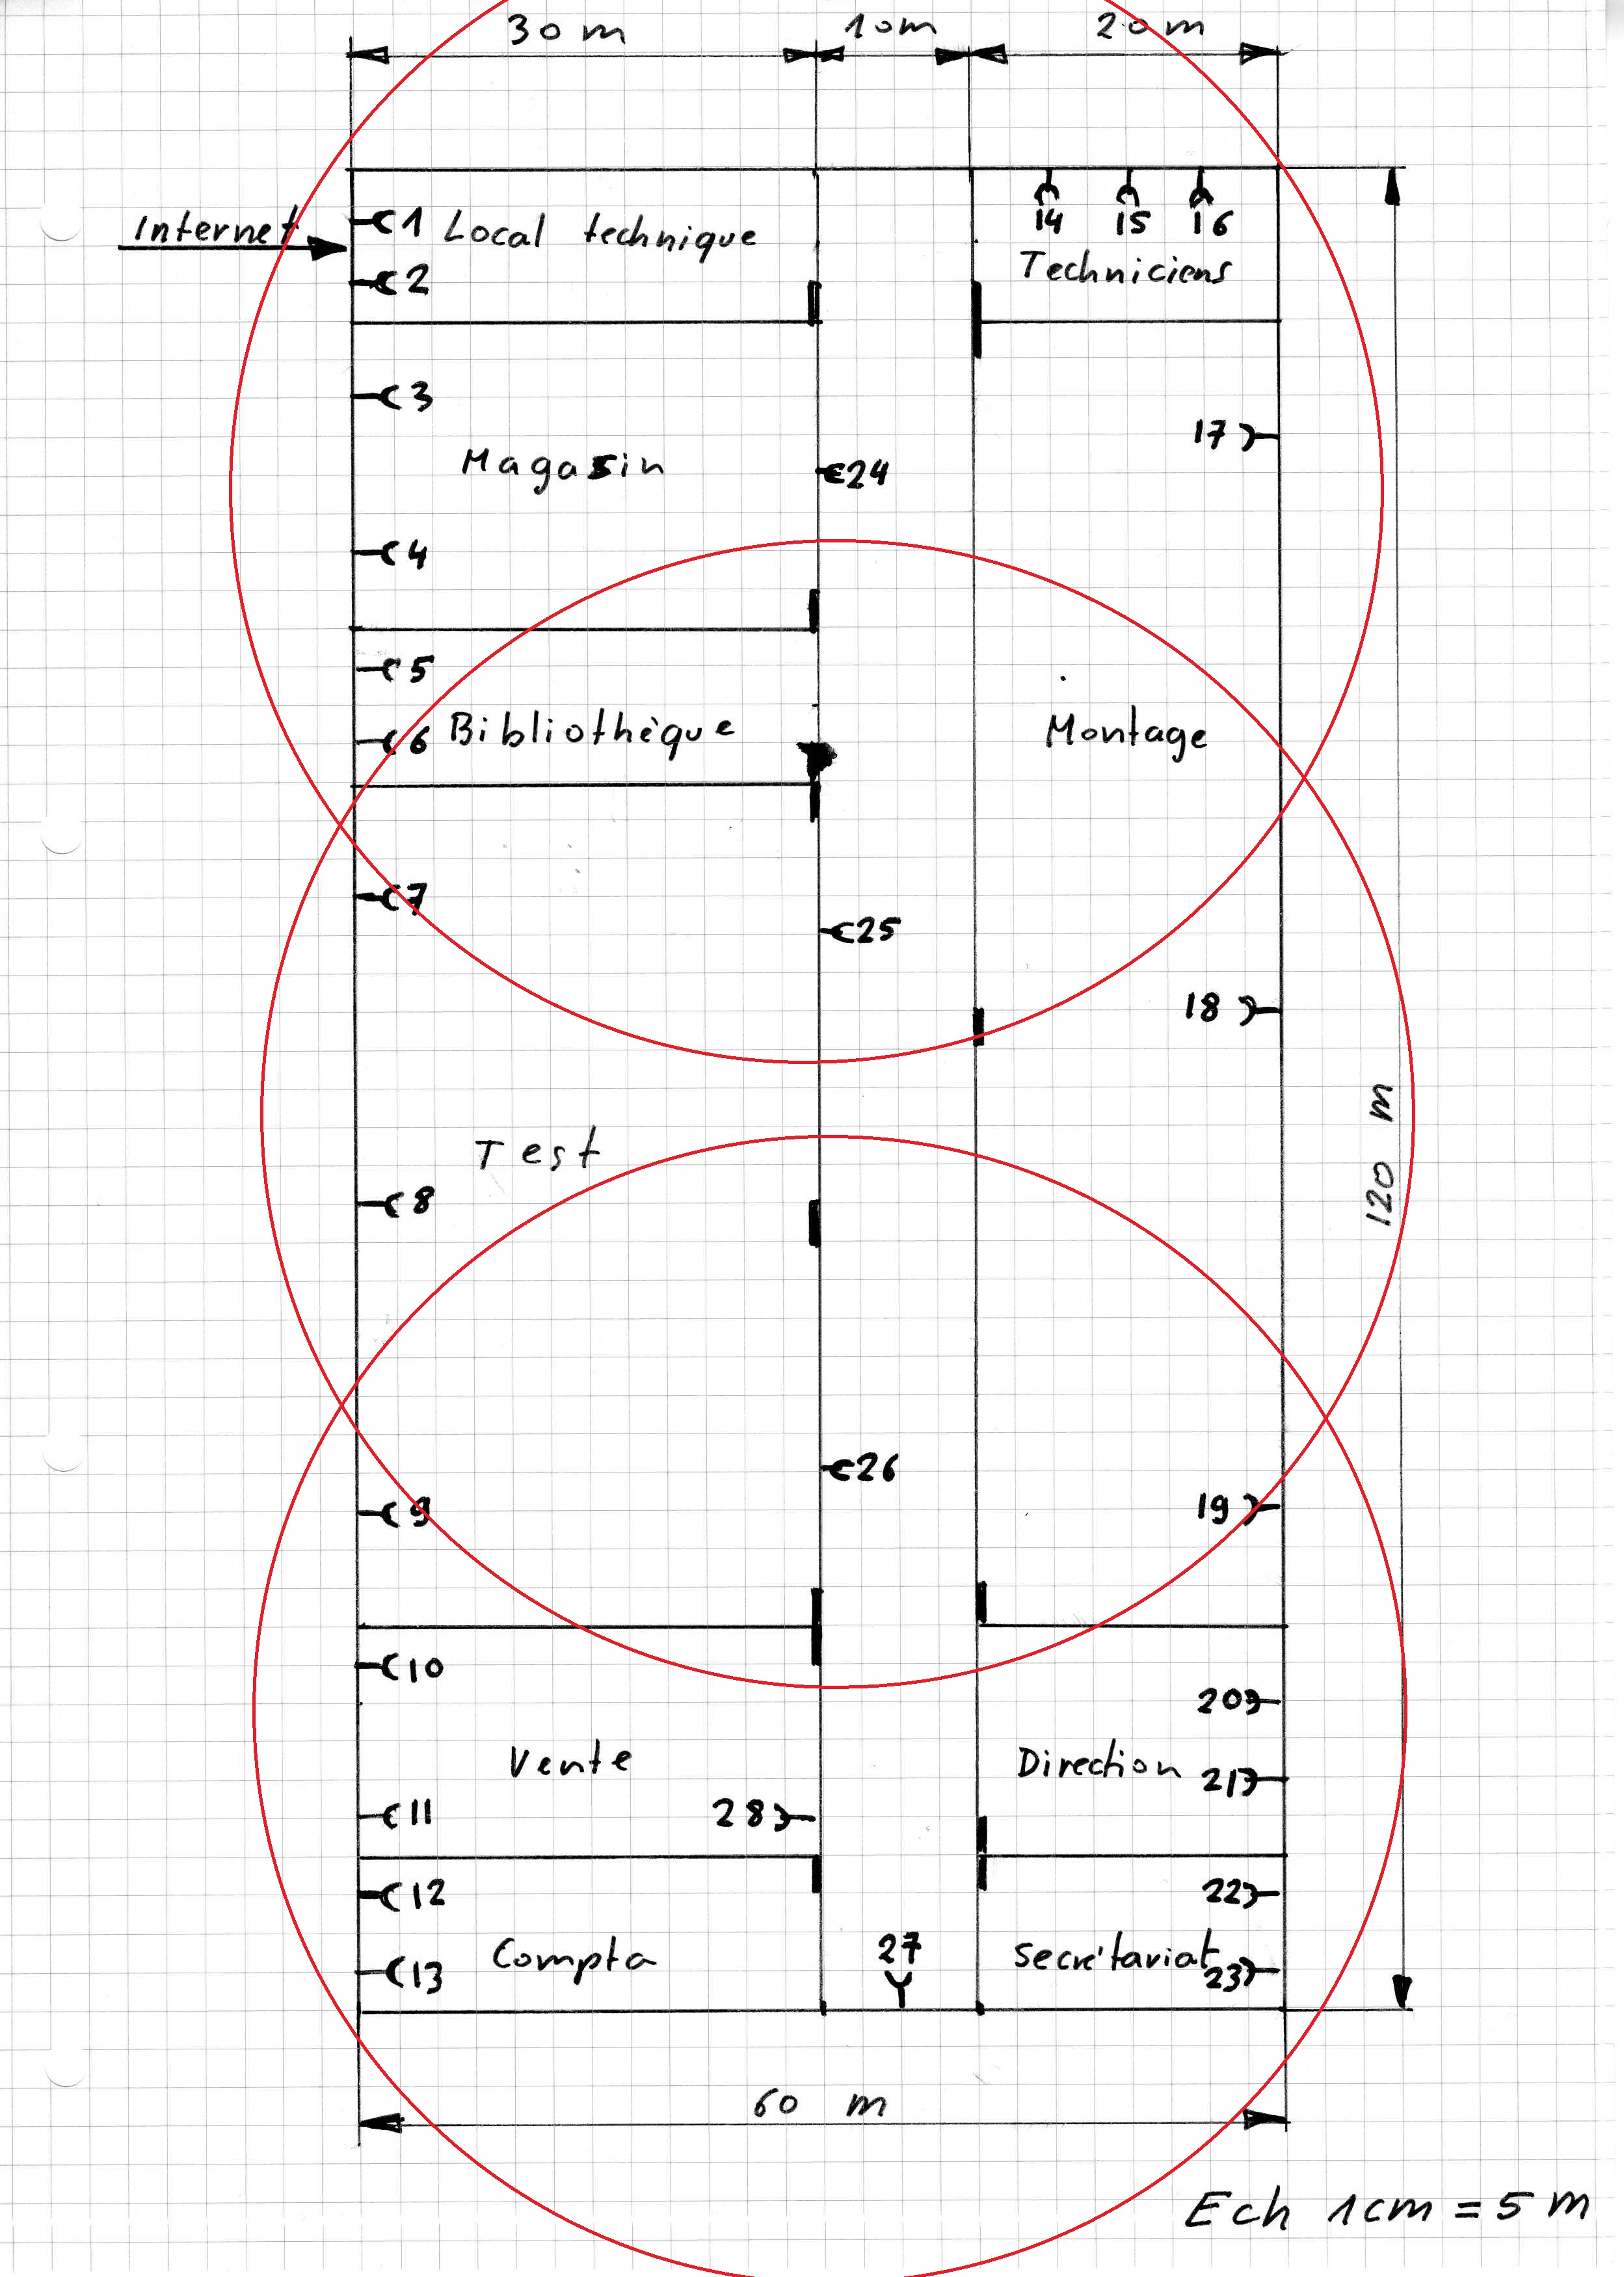 30 m 10m 20 m
14 15 16
Internet 1 Local technique
2 Techniciens
3
17
Magasin 24
4
5
6 Bibliothèque Montage
7
25
18
120 m
Test
8
26
9 19
10
20
Vente Direction 21
11 28
12 22
27
Compta secrétariat 23
13
60 m
Ech 1cm = 5 m